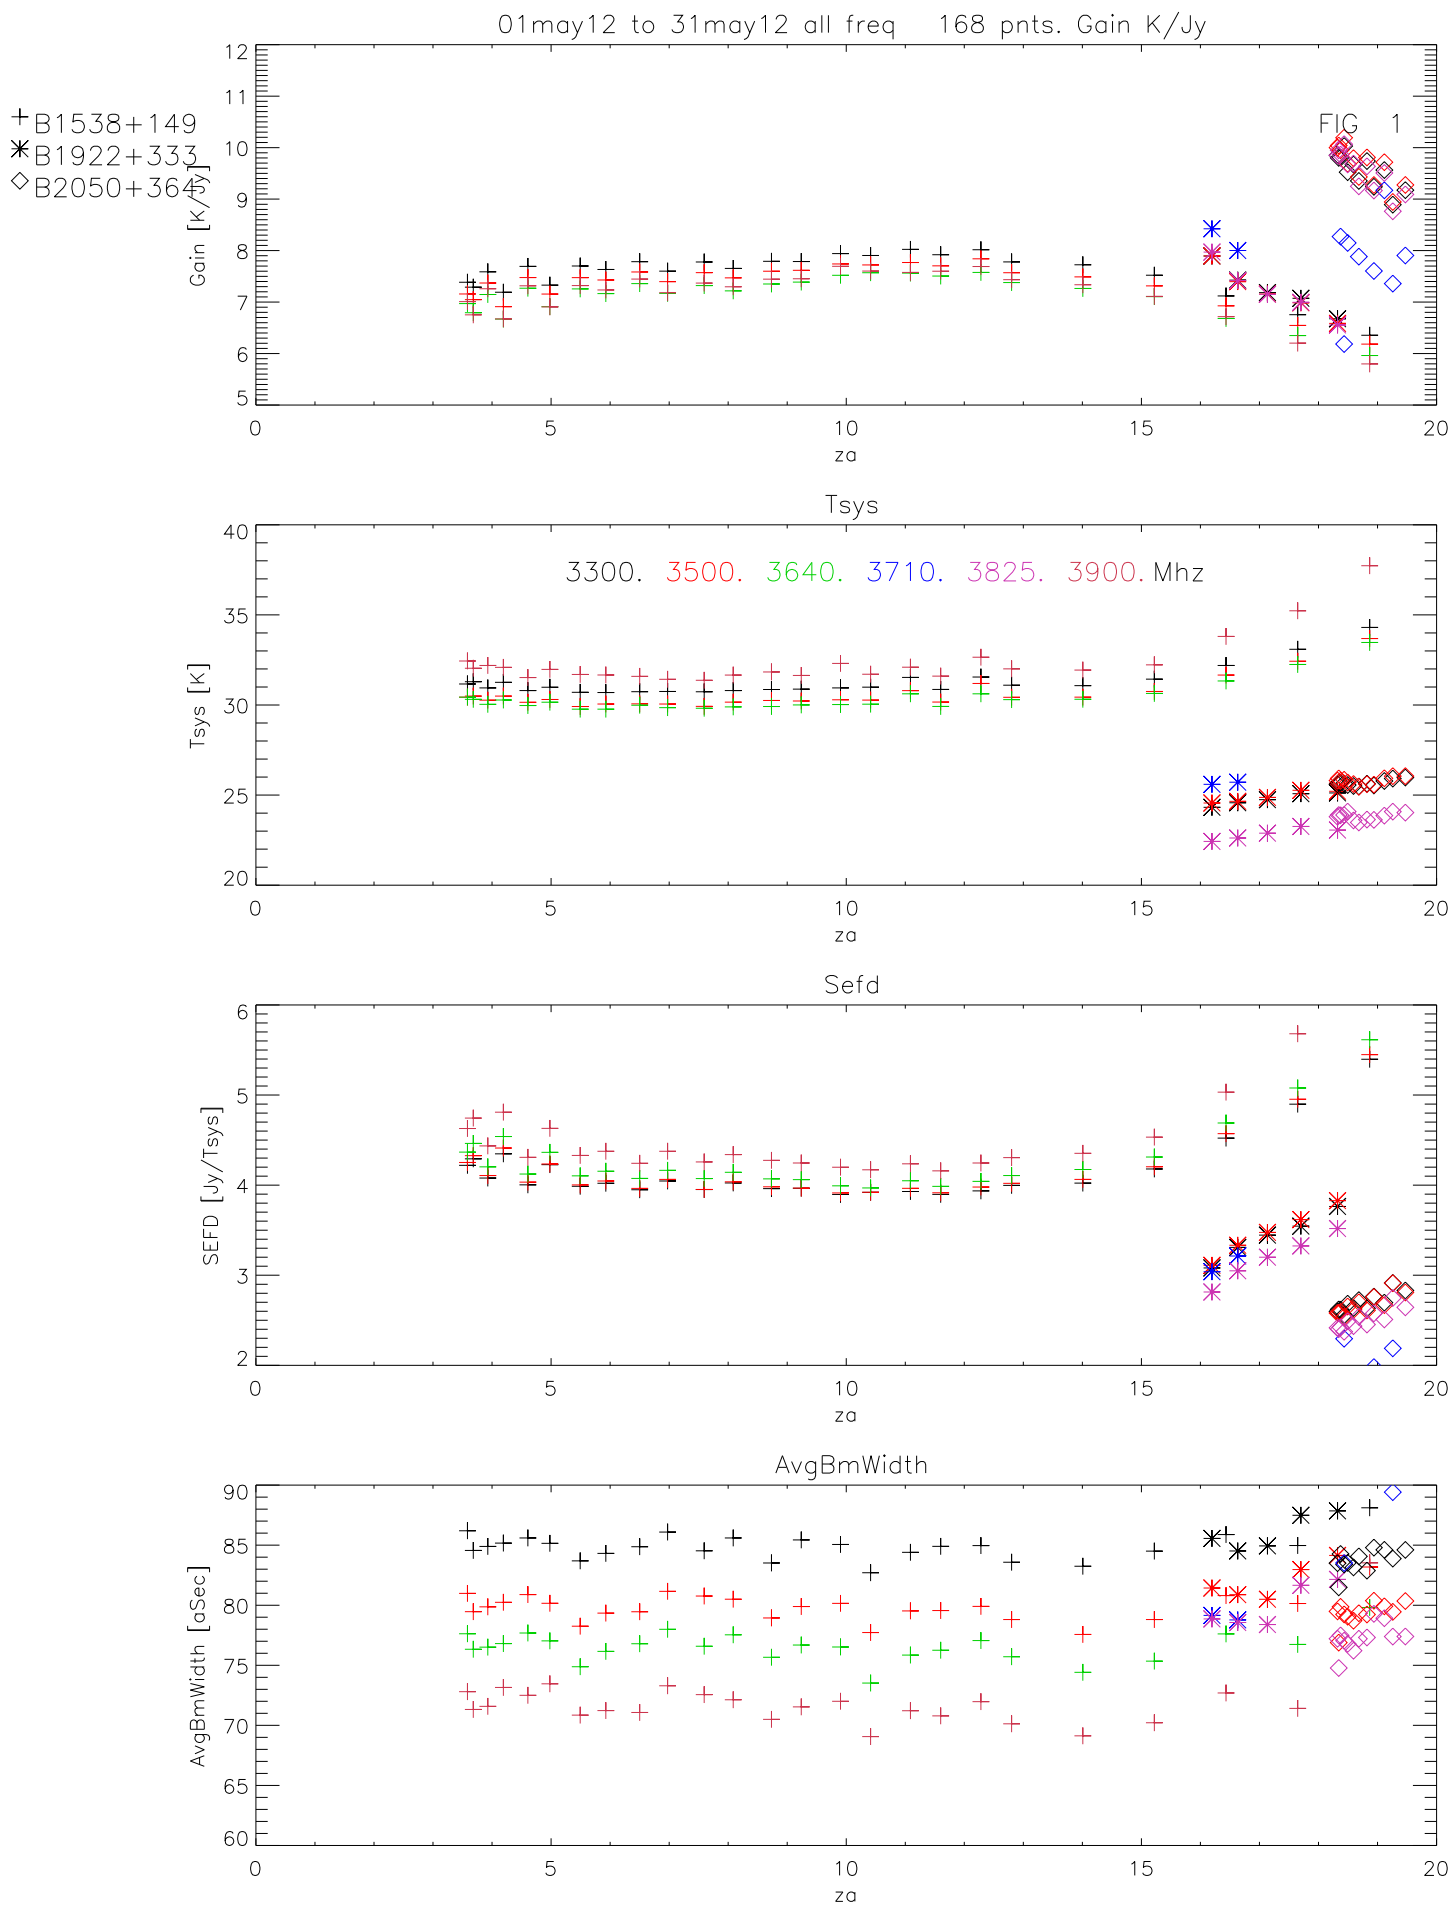 01may12 to 31may12 all freq 168 pnts. Gain K/Jy
B1538+149
B1922+333
B2050+364
FIG 1
Gain [K/Jy]
12
11
10
9
8
7
6
5
0 5 10 15 20
za
Tsys
3300. 3500. 3640. 3710. 3825. 3900. Mhz
Tsys [K]
40
35
30
25
20
0 5 10 15 20
za
Sefd
SEFD [Jy/Tsys]
6
5
4
3
2
0 5 10 15 20
za
AvgBmWidth
AvgBmWidth [aSec]
90
85
80
75
70
65
60
0 5 10 15 20
za